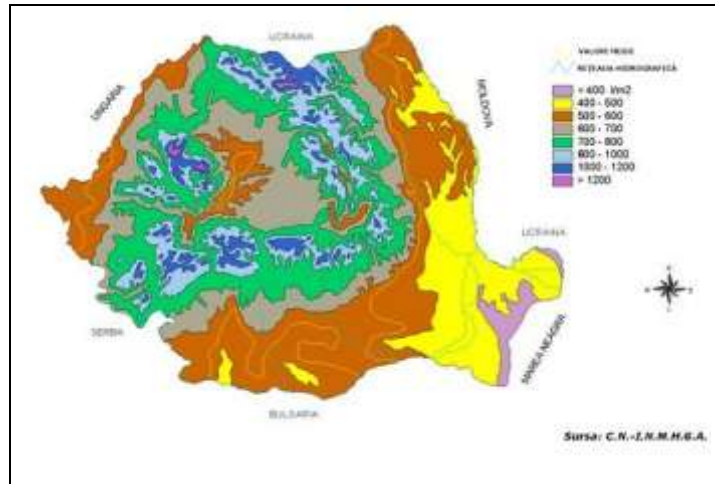 UCRAINA
UNGARIA
MOLDOVA
VALORI MEDII
REȚEAUA HIDROGRAFICĂ
< 400 l/m2
400 - 500
500 - 600
600 - 700
700 - 800
800 - 1000
1000 - 1200
> 1200
UCRAINA
SERBIA
MAREA NEAGRA
BULGARIA
Sursa: C.N.-I.N.M.H.G.A.